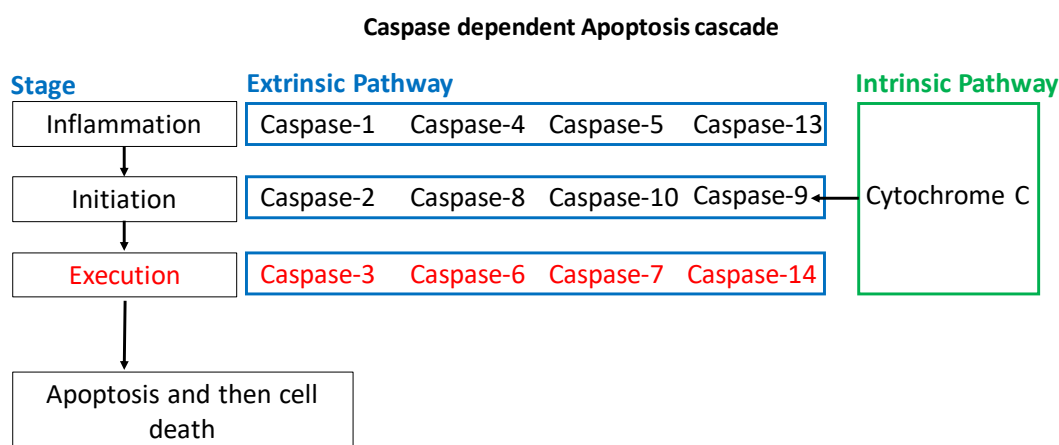 Caspase dependent Apoptosis cascade
Stage
Extrinsic Pathway
Intrinsic Pathway
Inflammation
Caspase-1 Caspase-4 Caspase-5 Caspase-13
Initiation
Caspase-2 Caspase-8 Caspase-10 Caspase-9
Cytochrome C
Execution
Caspase-3 Caspase-6 Caspase-7 Caspase-14
Apoptosis and then cell
death